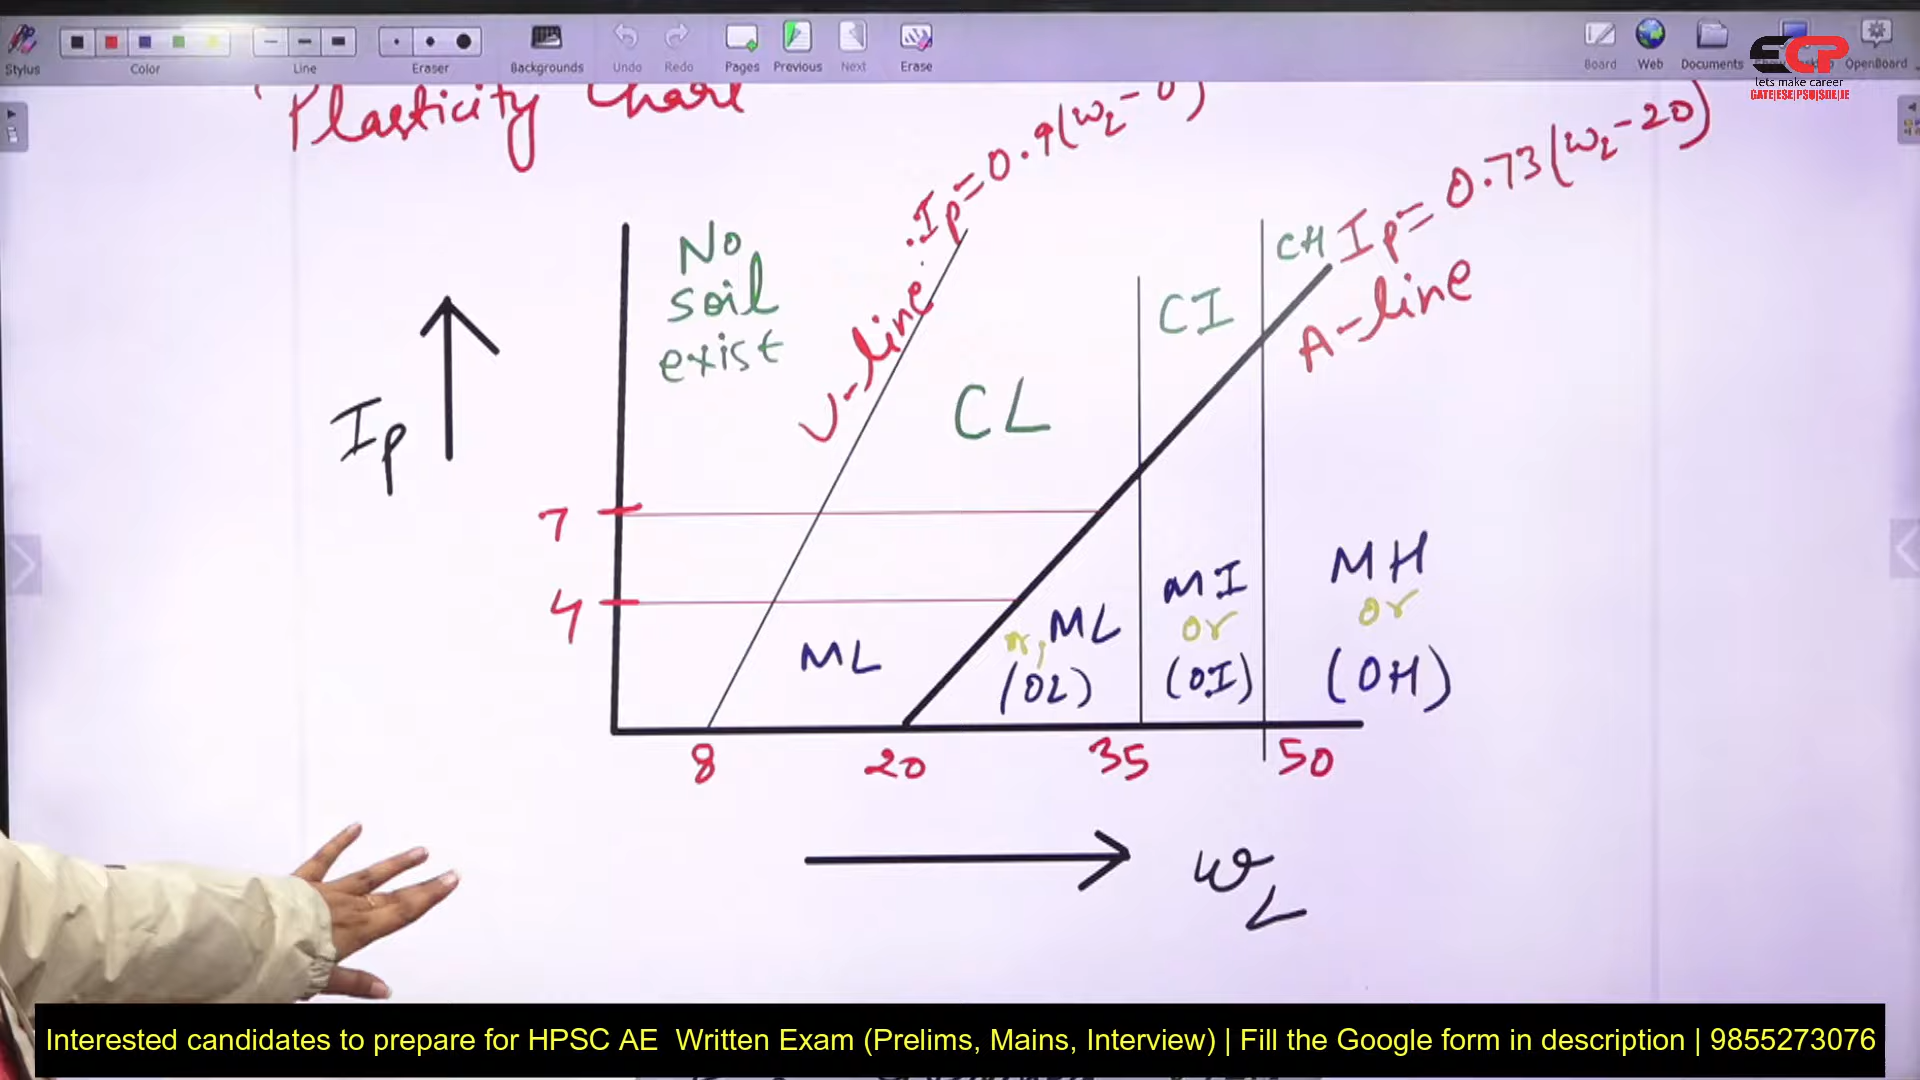 Stylus
Color
Line
Eraser
Backgrounds
Undo
Redo
Pages
Previous
Next
Erase
Board
Web
Documents
OpenBoard
ECP
lets make career
GATE|ESE|PSU|SDE|JE
Plasticity Chart
Ip = 0.9(wL-8)
Ip = 0.73(wL-20)
No
soil
exist
U-line:
CH
CI
A-line
CL
Ip
7
4
ML
or, ML
(OL)
MI
or
(OI)
MH
or
(OH)
8
20
35
50
wL
Interested candidates to prepare for HPSC AE Written Exam (Prelims, Mains, Interview) | Fill the Google form in description | 9855273076